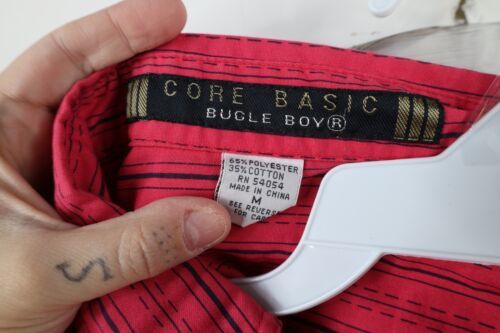 CORE BASIC
BUGLE BOY®
65% POLYESTER
35% COTTON
RN 54054
MADE IN CHINA
M
SEE REVERSE
FOR CARE